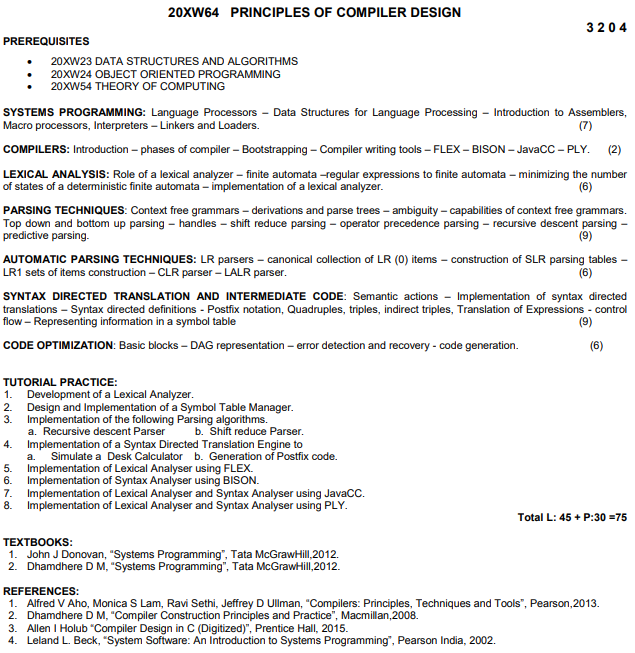 20XW64 PRINCIPLES OF COMPILER DESIGN
3 2 0 4
PREREQUISITES
• 20XW23 DATA STRUCTURES AND ALGORITHMS
• 20XW24 OBJECT ORIENTED PROGRAMMING
• 20XW54 THEORY OF COMPUTING
SYSTEMS PROGRAMMING: Language Processors – Data Structures for Language Processing – Introduction to Assemblers,
Macro processors, Interpreters – Linkers and Loaders. (7)
COMPILERS: Introduction – phases of compiler – Bootstrapping – Compiler writing tools – FLEX – BISON – JavaCC – PLY. (2)
LEXICAL ANALYSIS: Role of a lexical analyzer – finite automata –regular expressions to finite automata – minimizing the number
of states of a deterministic finite automata – implementation of a lexical analyzer. (6)
PARSING TECHNIQUES: Context free grammars – derivations and parse trees – ambiguity – capabilities of context free grammars.
Top down and bottom up parsing – handles – shift reduce parsing – operator precedence parsing – recursive descent parsing –
predictive parsing. (9)
AUTOMATIC PARSING TECHNIQUES: LR parsers – canonical collection of LR (0) items – construction of SLR parsing tables –
LR1 sets of items construction – CLR parser – LALR parser. (6)
SYNTAX DIRECTED TRANSLATION AND INTERMEDIATE CODE: Semantic actions – Implementation of syntax directed
translations – Syntax directed definitions - Postfix notation, Quadruples, triples, indirect triples, Translation of Expressions - control
flow – Representing information in a symbol table (9)
CODE OPTIMIZATION: Basic blocks – DAG representation – error detection and recovery - code generation. (6)
TUTORIAL PRACTICE:
1. Development of a Lexical Analyzer.
2. Design and Implementation of a Symbol Table Manager.
3. Implementation of the following Parsing algorithms.
a. Recursive descent Parser b. Shift reduce Parser.
4. Implementation of a Syntax Directed Translation Engine to
a. Simulate a Desk Calculator b. Generation of Postfix code.
5. Implementation of Lexical Analyser using FLEX.
6. Implementation of Syntax Analyser using BISON.
7. Implementation of Lexical Analyser and Syntax Analyser using JavaCC.
8. Implementation of Lexical Analyser and Syntax Analyser using PLY.
Total L: 45 + P:30 =75
TEXTBOOKS:
1. John J Donovan, “Systems Programming”, Tata McGrawHill,2012.
2. Dhamdhere D M, “Systems Programming”, Tata McGrawHill,2012.
REFERENCES:
1. Alfred V Aho, Monica S Lam, Ravi Sethi, Jeffrey D Ullman, “Compilers: Principles, Techniques and Tools”, Pearson,2013.
2. Dhamdhere D M, “Compiler Construction Principles and Practice”, Macmillan,2008.
3. Allen I Holub “Compiler Design in C (Digitized)”, Prentice Hall, 2015.
4. Leland L. Beck, “System Software: An Introduction to Systems Programming”, Pearson India, 2002.